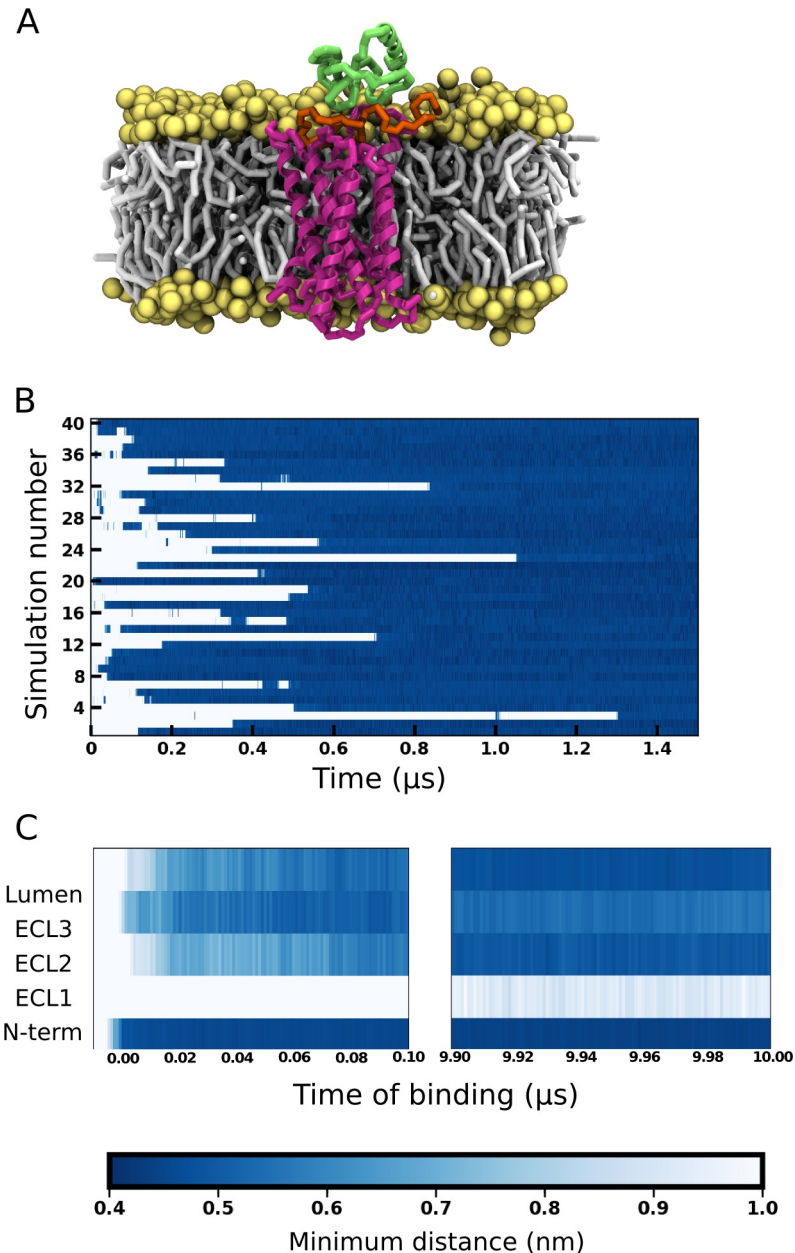 A
B
Simulation number
40
36
32
28
24
20
16
12
8
4
0 0.2 0.4 0.6 0.8 1.0 1.2 1.4
Time (µs)
C
Lumen
ECL3
ECL2
ECL1
N-term
0.00 0.02 0.04 0.06 0.08 0.10 9.90 9.92 9.94 9.96 9.98 10.00
Time of binding (µs)
0.4 0.5 0.6 0.7 0.8 0.9 1.0
Minimum distance (nm)